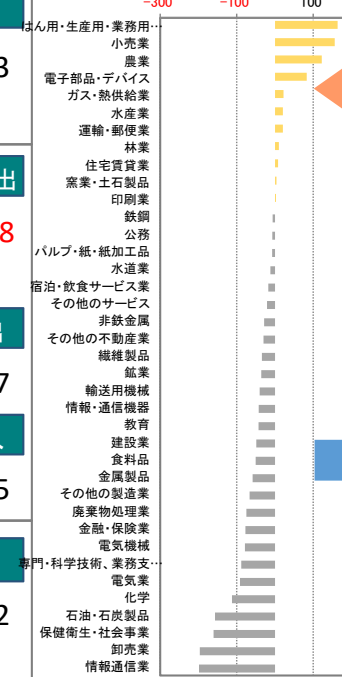 -300
-100
100
はん用・生産用・業務用…
小売業
農業
電子部品・デバイス
ガス・熱供給業
水産業
運輸・郵便業
林業
住宅賃貸業
窯業・土石製品
印刷業
鉄鋼
公務
パルプ・紙・紙加工品
水道業
宿泊・飲食サービス業
その他のサービス
非鉄金属
その他の不動産業
繊維製品
鉱業
輸送用機械
情報・通信機器
教育
建設業
食料品
金属製品
その他の製造業
廃棄物処理業
金融・保険業
電気機械
専門・科学技術、業務支…
電気業
化学
石油・石炭製品
保健衛生・社会事業
卸売業
情報通信業
3
出
8
7
5
2